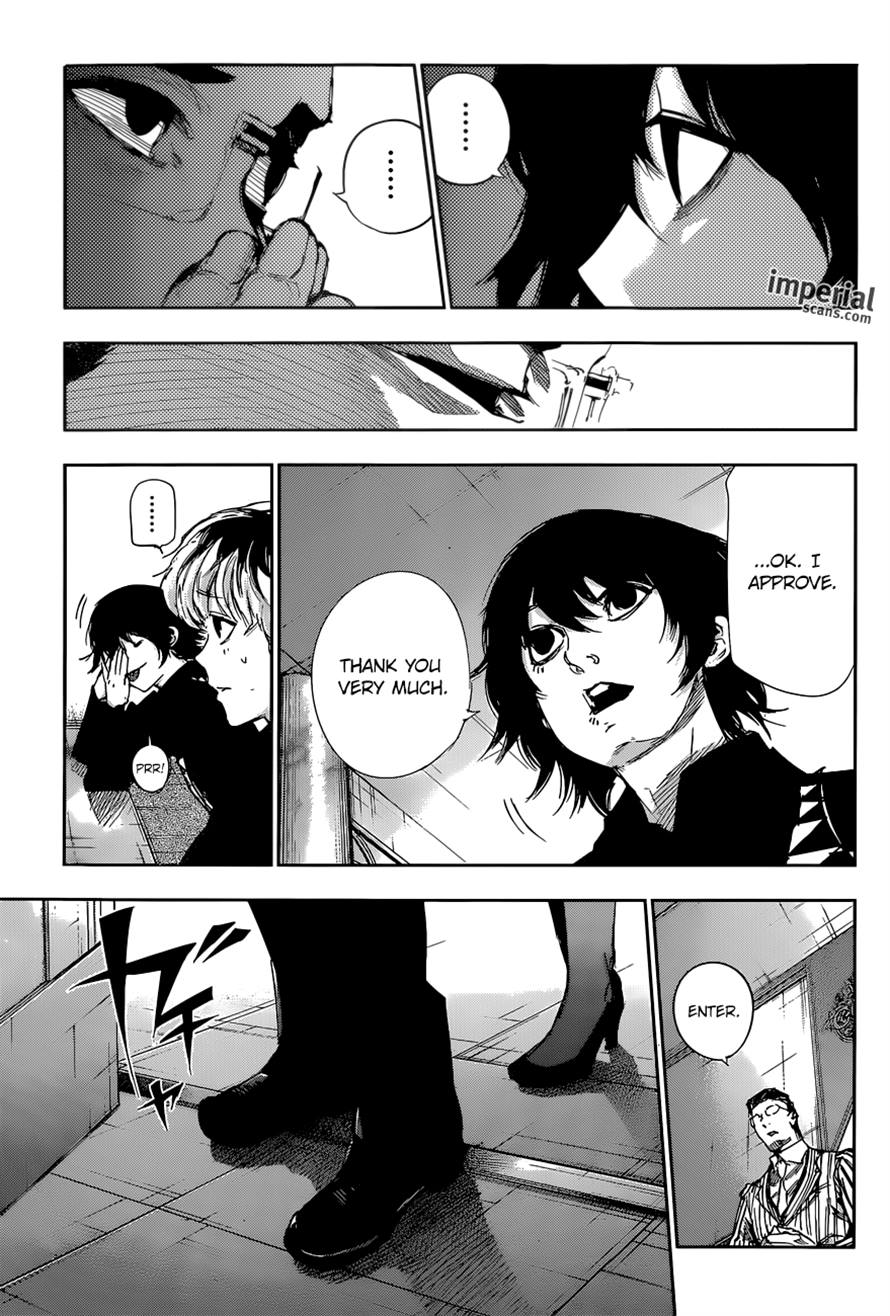 ......
......
imperial
scans.com
...OK. I
APPROVE.
THANK YOU
VERY MUCH.
......
PRR!
ENTER.